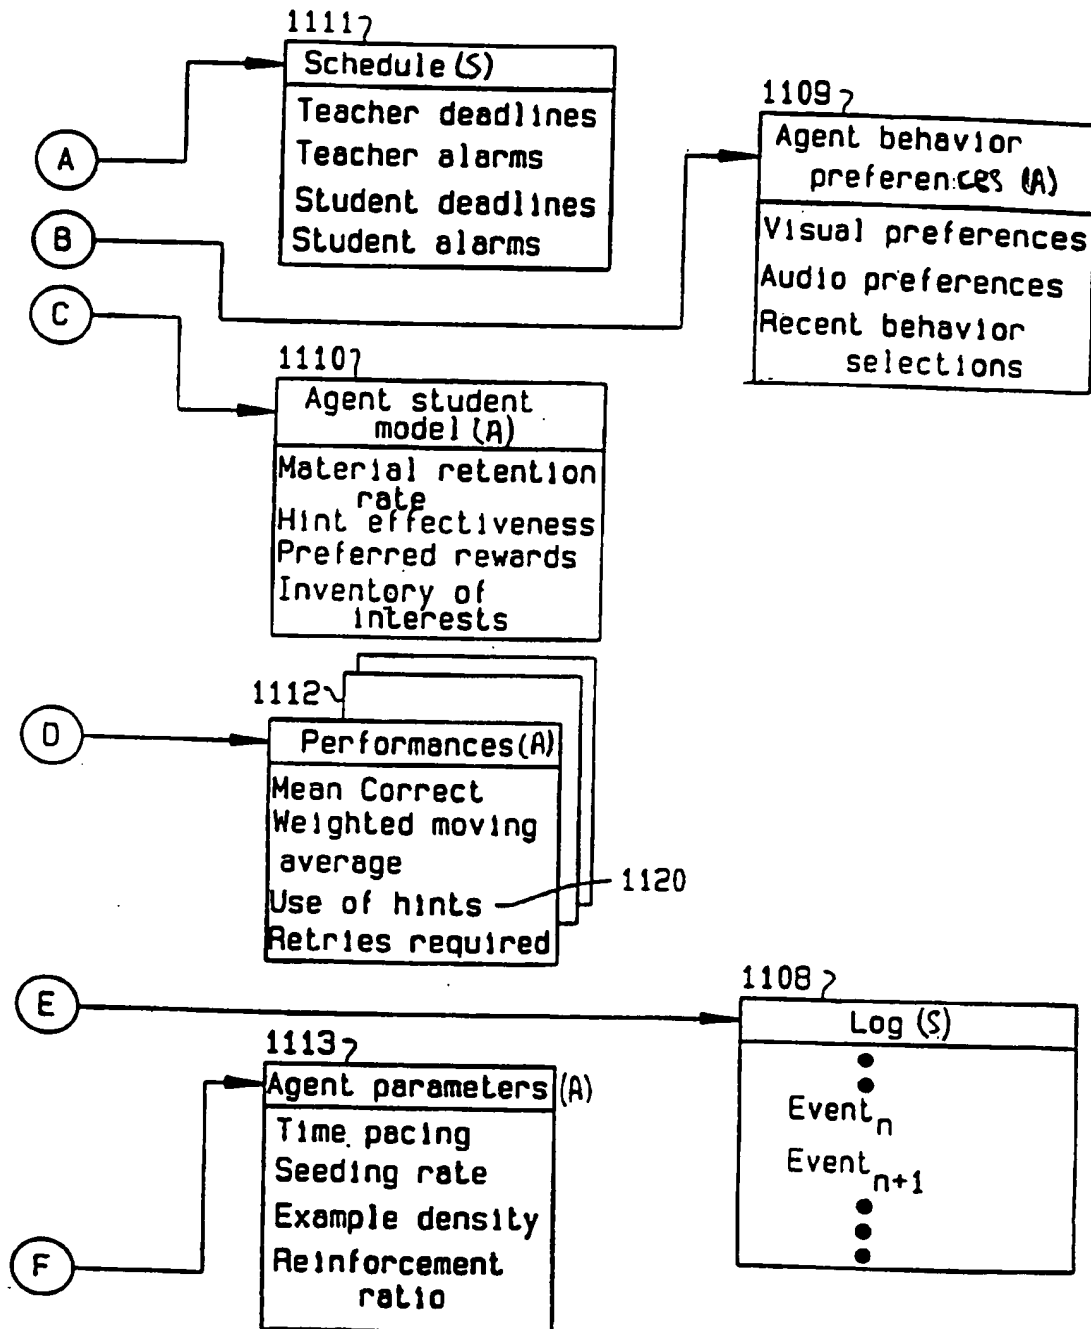 1111
Schedule (S)
Teacher deadlines
Teacher alarms
Student deadlines
Student alarms
A
B
C
1109
Agent behavior
preferences (A)
Visual preferences
Audio preferences
Recent behavior
selections
1110
Agent student
model (A)
Material retention
rate
Hint effectiveness
Preferred rewards
Inventory of
interests
D
1112
Performances (A)
Mean Correct
Weighted moving
average
Use of hints
1120
Retries required
E
1108
Log (S)
Event n
Event n+1
1113
Agent parameters (A)
Time pacing
Seeding rate
Example density
Reinforcement
ratio
F